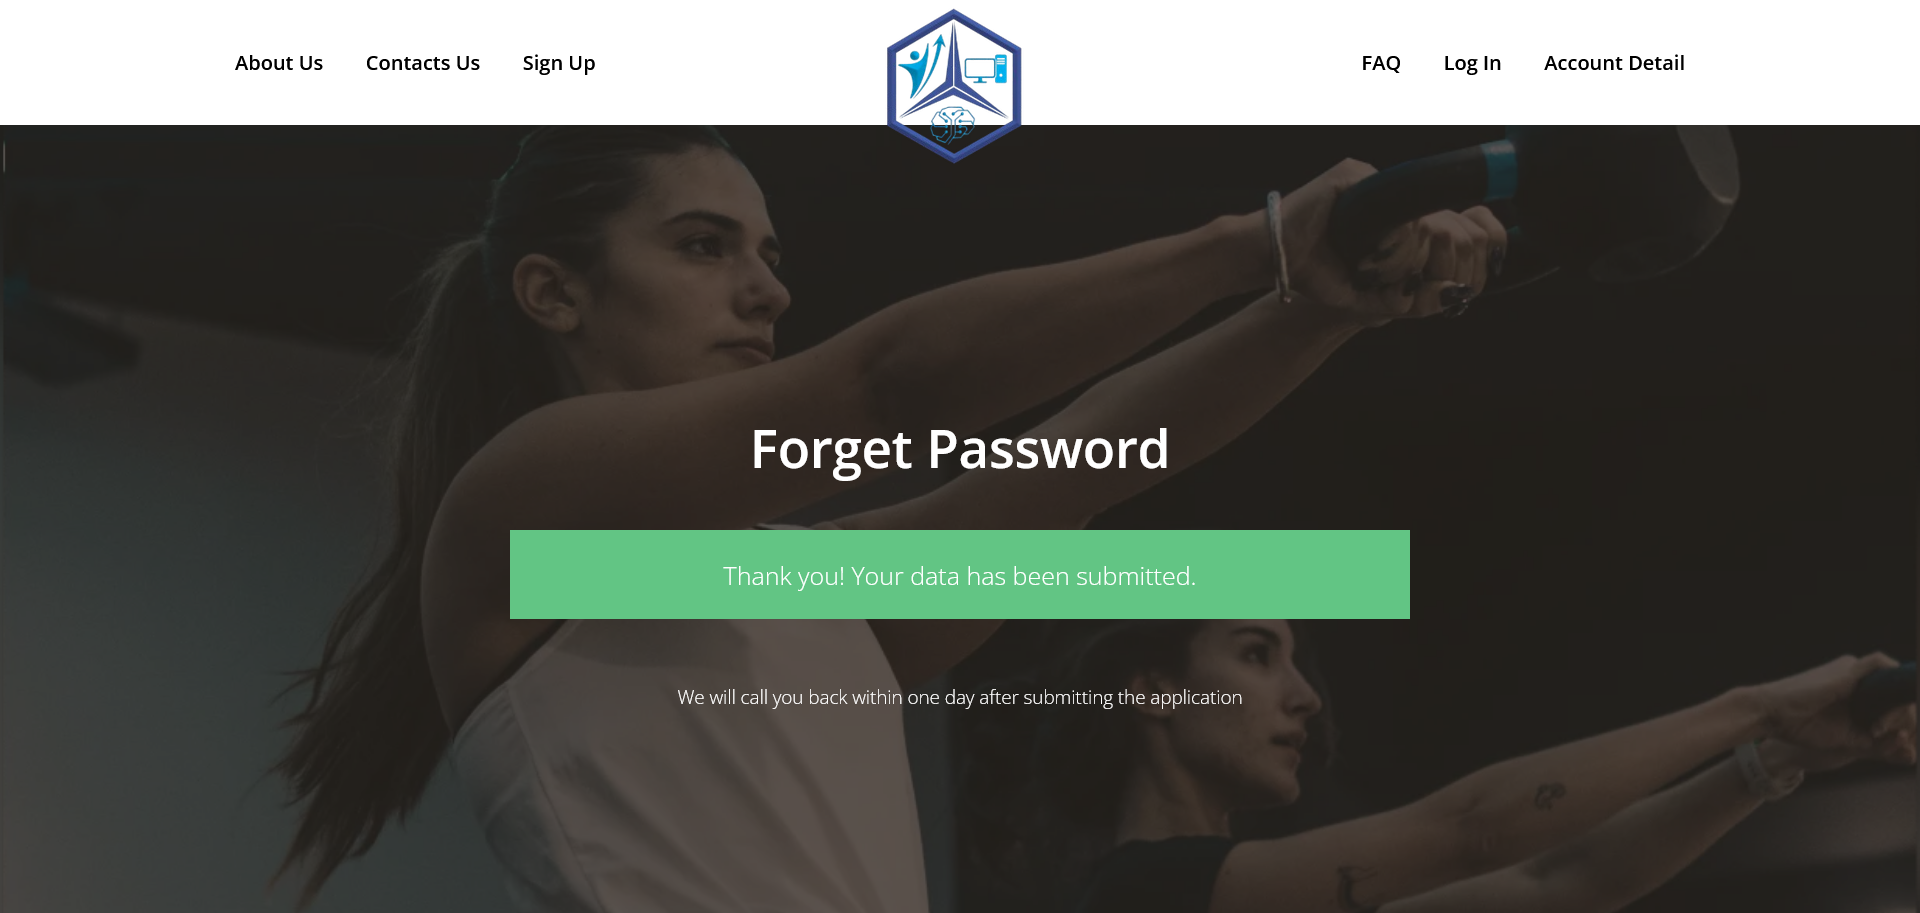 About Us
Contacts Us
Sign Up
FAQ
Log In
Account Detail
Forget Password
Thank you! Your data has been submitted.
We will call you back within one day after submitting the application